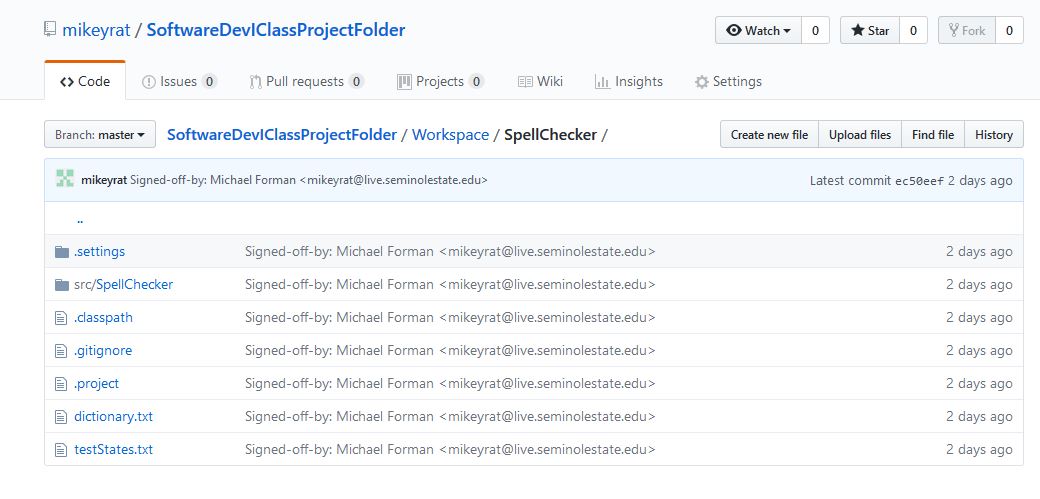 mikeyrat / SoftwareDevIClassProjectFolder Watch 0 Star 0 Fork 0
Code Issues 0 Pull requests 0 Projects 0 Wiki Insights Settings
Branch: master SoftwareDevIClassProjectFolder / Workspace / SpellChecker / Create new file Upload files Find file History
mikeyrat Signed-off-by: Michael Forman <mikeyrat@live.seminolestate.edu> Latest commit ec50eef 2 days ago
..
.settings Signed-off-by: Michael Forman <mikeyrat@live.seminolestate.edu> 2 days ago
src/SpellChecker Signed-off-by: Michael Forman <mikeyrat@live.seminolestate.edu> 2 days ago
.classpath Signed-off-by: Michael Forman <mikeyrat@live.seminolestate.edu> 2 days ago
.gitignore Signed-off-by: Michael Forman <mikeyrat@live.seminolestate.edu> 2 days ago
.project Signed-off-by: Michael Forman <mikeyrat@live.seminolestate.edu> 2 days ago
dictionary.txt Signed-off-by: Michael Forman <mikeyrat@live.seminolestate.edu> 2 days ago
testStates.txt Signed-off-by: Michael Forman <mikeyrat@live.seminolestate.edu> 2 days ago